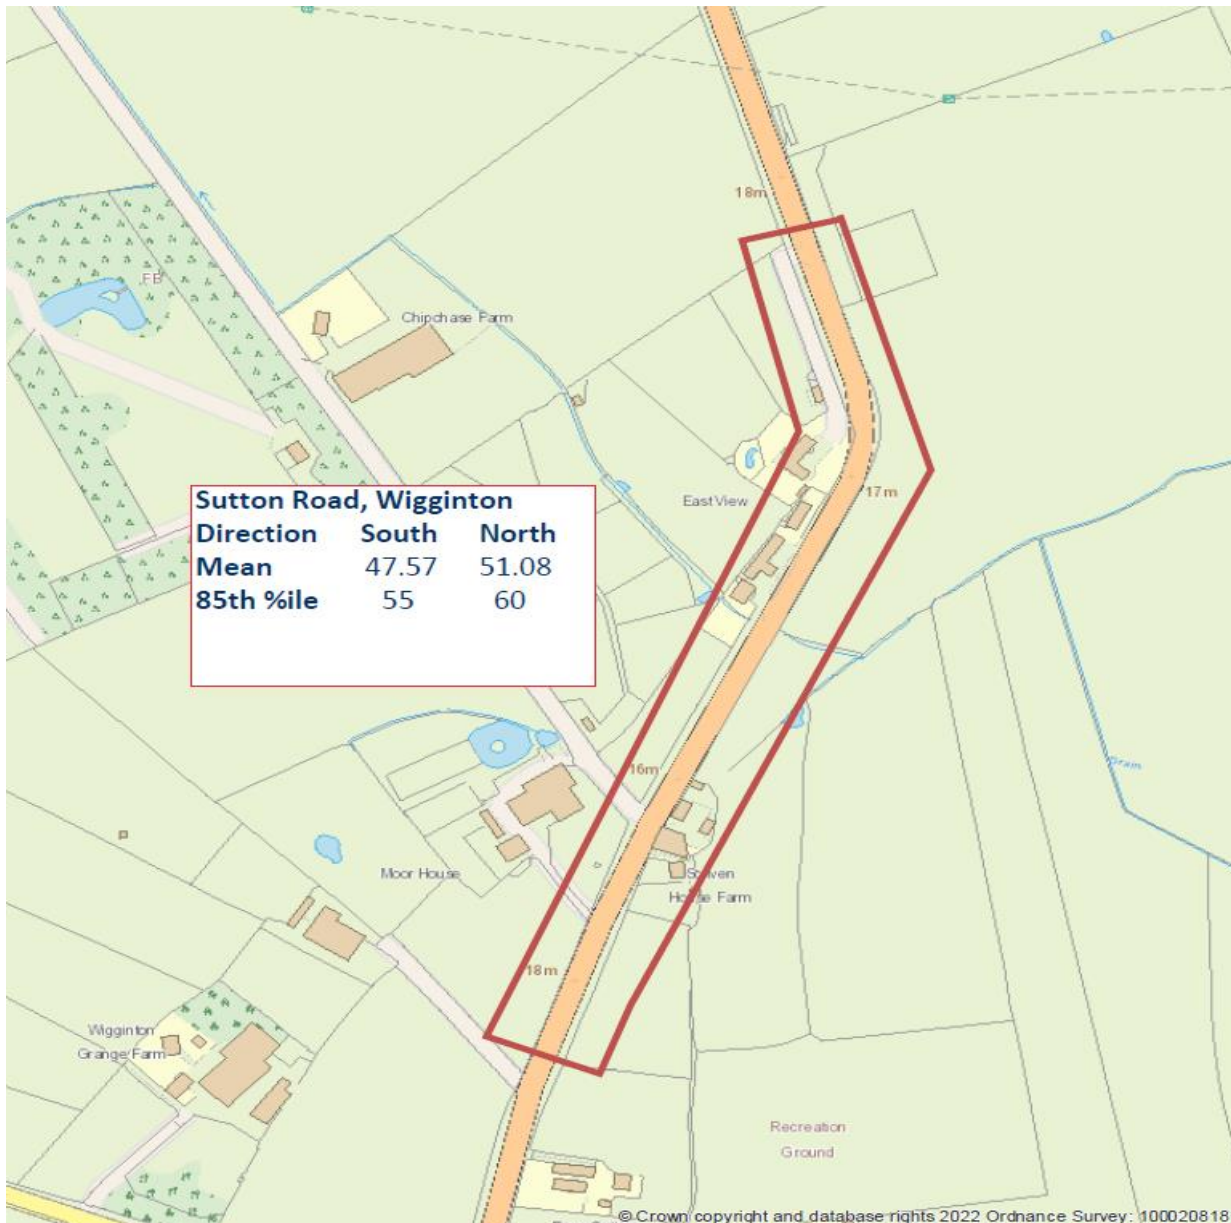 18m
FB
Chipchase Farm
East View
17m
Sutton Road, Wigginton
Direction South North
Mean 47.57 51.08
85th %ile 55 60
16m
Drain
Moor House
Scriven
House Farm
18m
Wigginton
Grange Farm
Recreation
Ground
© Crown copyright and database rights 2022 Ordnance Survey: 100020818